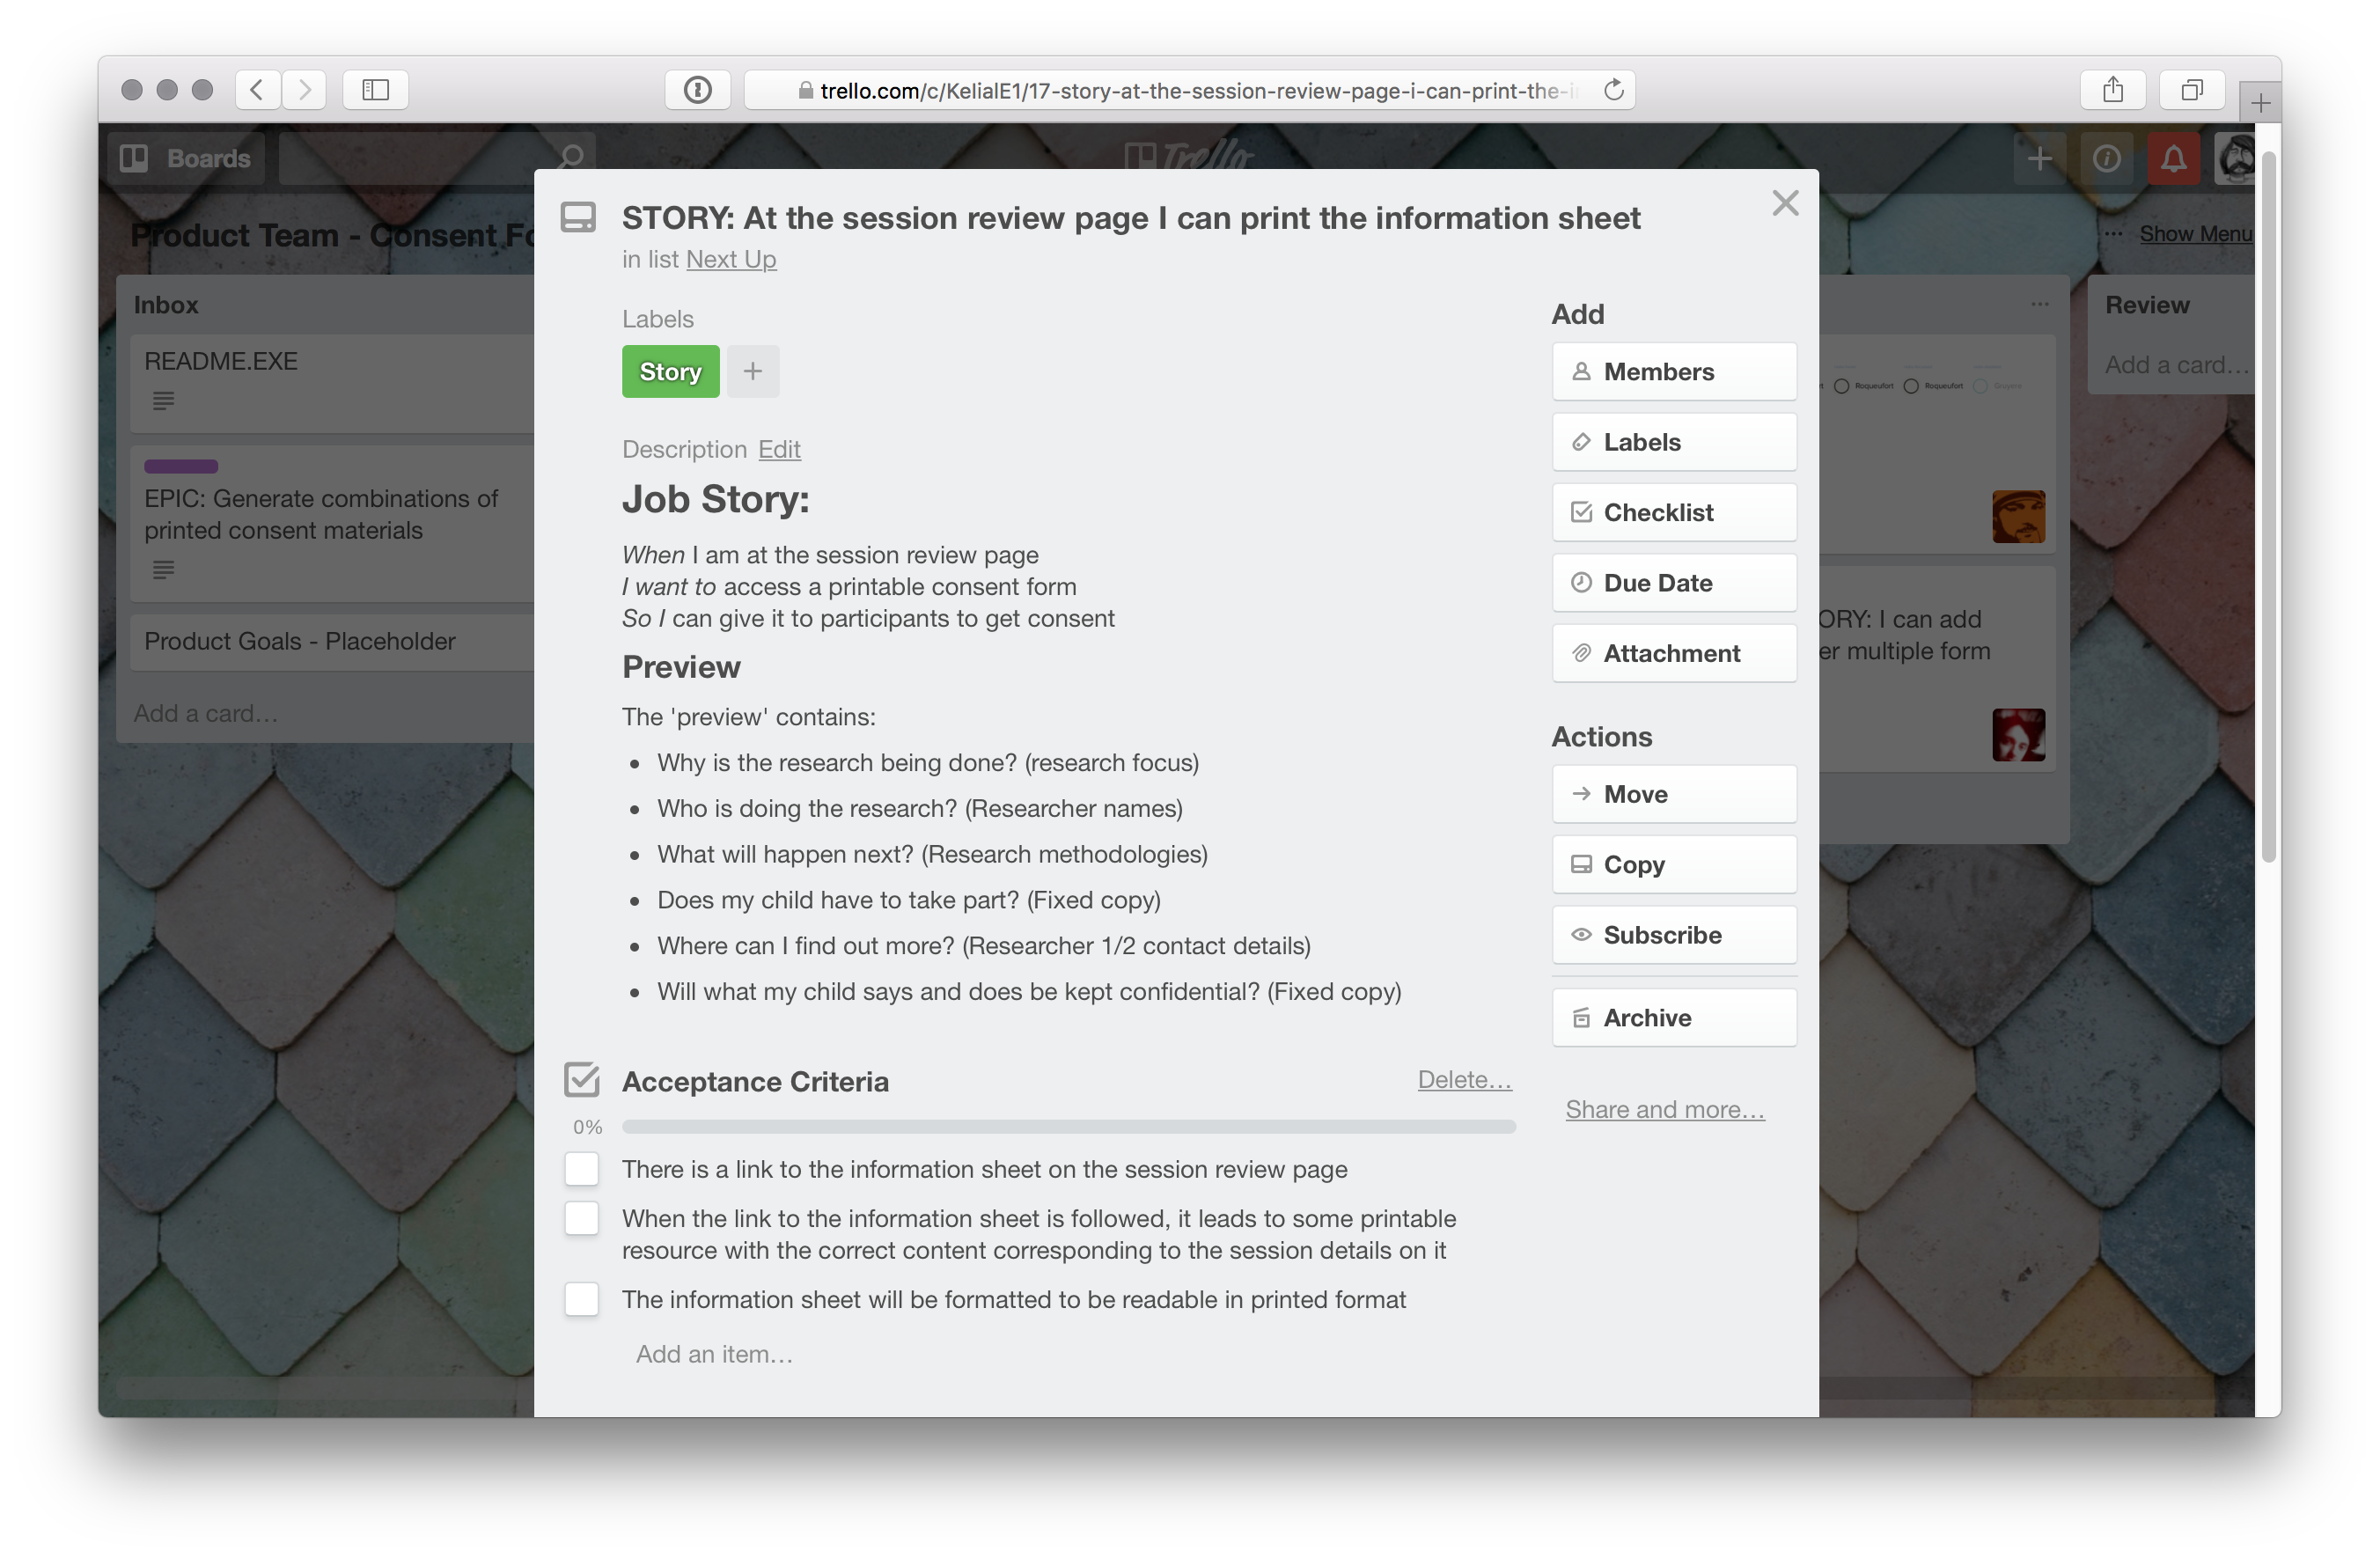 trello.com/c/KelialE1/17-story-at-the-session-review-page-i-can-print-the-i
Boards
Trello
Product Team - Consent Fo
Show Menu
Inbox
README.EXE
EPIC: Generate combinations of
printed consent materials
Product Goals - Placeholder
Add a card…
STORY: At the session review page I can print the information sheet
in list Next Up
Labels
Story
Description Edit
Job Story:
When I am at the session review page
I want to access a printable consent form
So I can give it to participants to get consent
Preview
The 'preview' contains:
• Why is the research being done? (research focus)
• Who is doing the research? (Researcher names)
• What will happen next? (Research methodologies)
• Does my child have to take part? (Fixed copy)
• Where can I find out more? (Researcher 1/2 contact details)
• Will what my child says and does be kept confidential? (Fixed copy)
Acceptance Criteria
Delete…
0%
There is a link to the information sheet on the session review page
When the link to the information sheet is followed, it leads to some printable
resource with the correct content corresponding to the session details on it
The information sheet will be formatted to be readable in printed format
Add an item…
Add
Members
Labels
Checklist
Due Date
Attachment
Actions
Move
Copy
Subscribe
Archive
Share and more…
Roquefort
Roquefort
Gruyere
ORY: I can add
er multiple form
Review
Add a card…